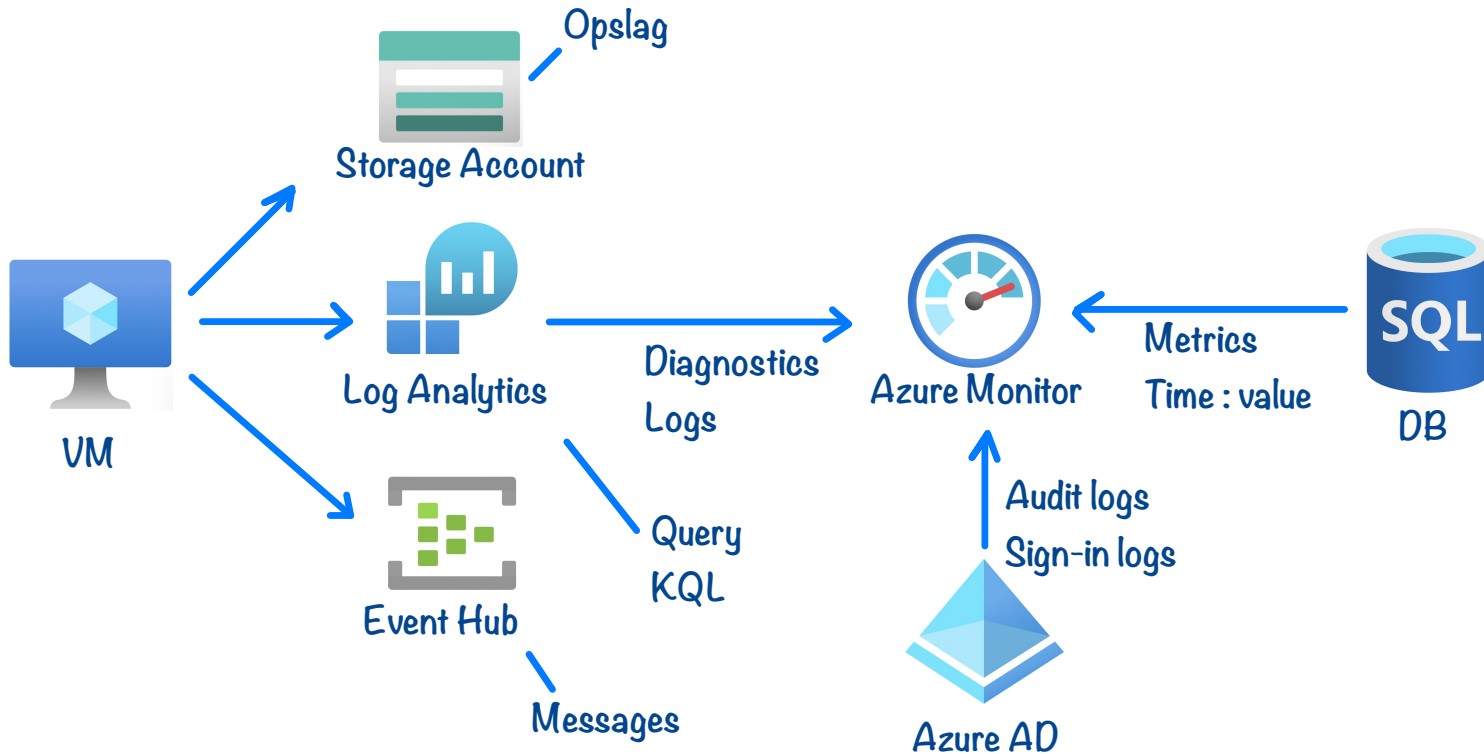 Opslag
Storage Account
VM
Log Analytics
Diagnostics
Logs
Azure Monitor
Metrics
Time : value
SQL
DB
Event Hub
Query
KQL
Messages
Audit logs
Sign-in logs
Azure AD